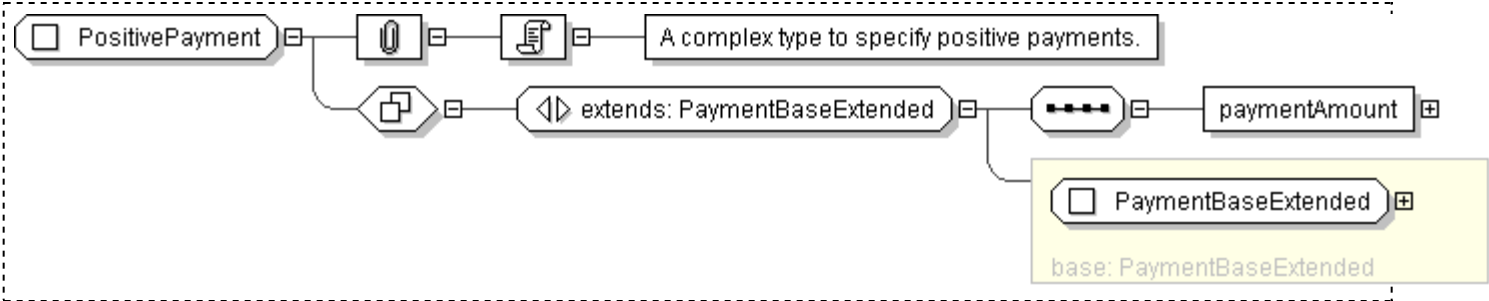 PositivePayment
A complex type to specify positive payments.
extends: PaymentBaseExtended
paymentAmount
PaymentBaseExtended
base: PaymentBaseExtended